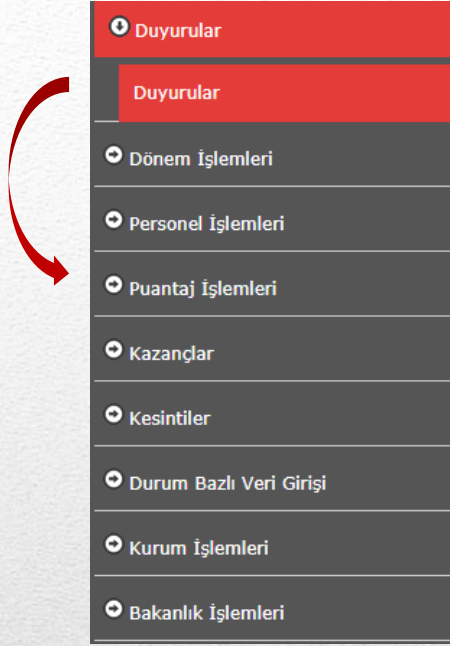 Duyurular
Duyurular
Dönem İşlemleri
Personel İşlemleri
Puantaj İşlemleri
Kazançlar
Kesintiler
Durum Bazlı Veri Girişi
Kurum İşlemleri
Bakanlık İşlemleri